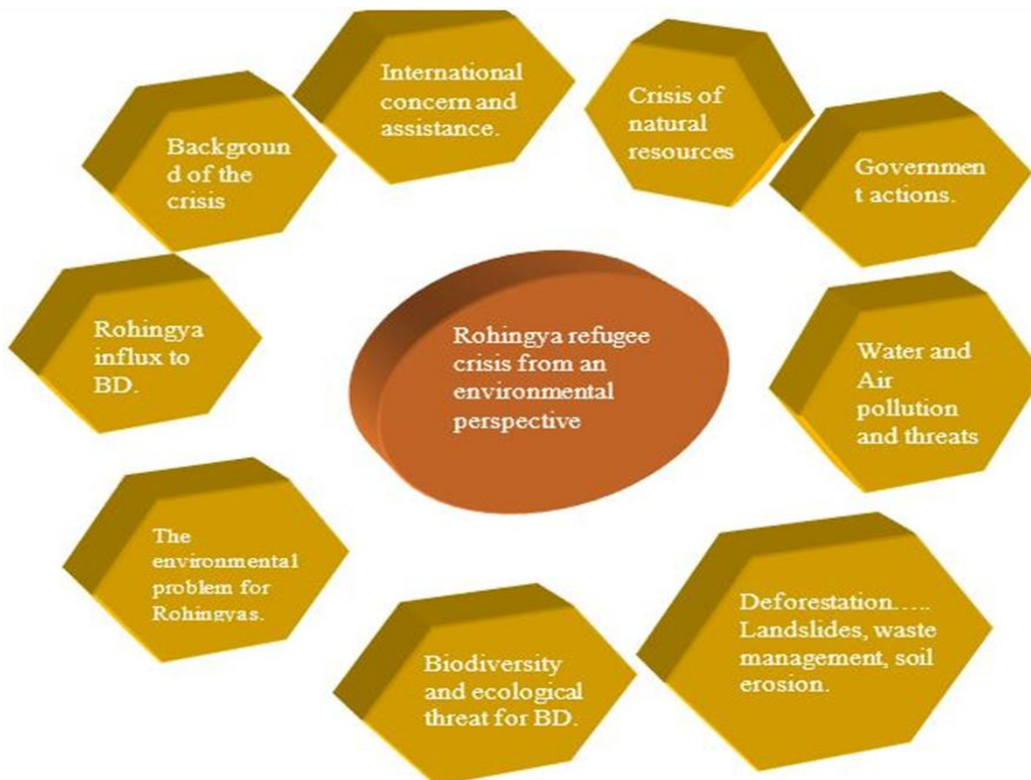 International
concern and
assistance.
Crisis of
natural
resources
Backgroun
d of the
crisis
Governmen
t actions.
Rohingya
influx to
BD.
Rohingya refugee
crisis from an
environmental
perspective
Water and
Air
pollution
and threats
The
environmental
problem for
Rohingyas.
Biodiversity
and ecological
threat for BD.
Deforestation.....
Landslides, waste
management, soil
erosion.